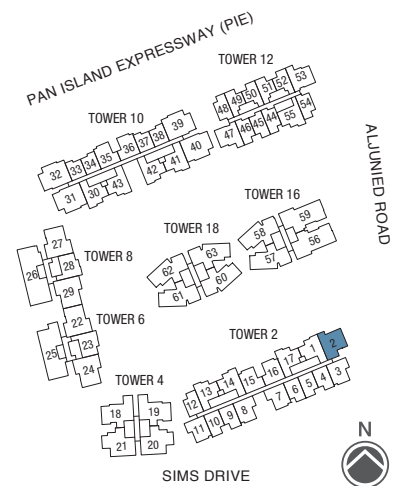 PAN ISLAND EXPRESSWAY (PIE)
TOWER 12
48 49 50 51 52 53
47 46 45 44 55 54
TOWER 10
32 33 34 35 36 37 38 39
31 30 43 42 41 40
ALJUNIED ROAD
TOWER 16
58 59
57 56
TOWER 18
62 63
61 60
27
26 28 TOWER 8
29
22 TOWER 6
25 23
24
TOWER 2
12 13 14 15 16 17 1 2
11 10 9 8 7 6 5 4 3
TOWER 4
18 19
21 20
N
SIMS DRIVE